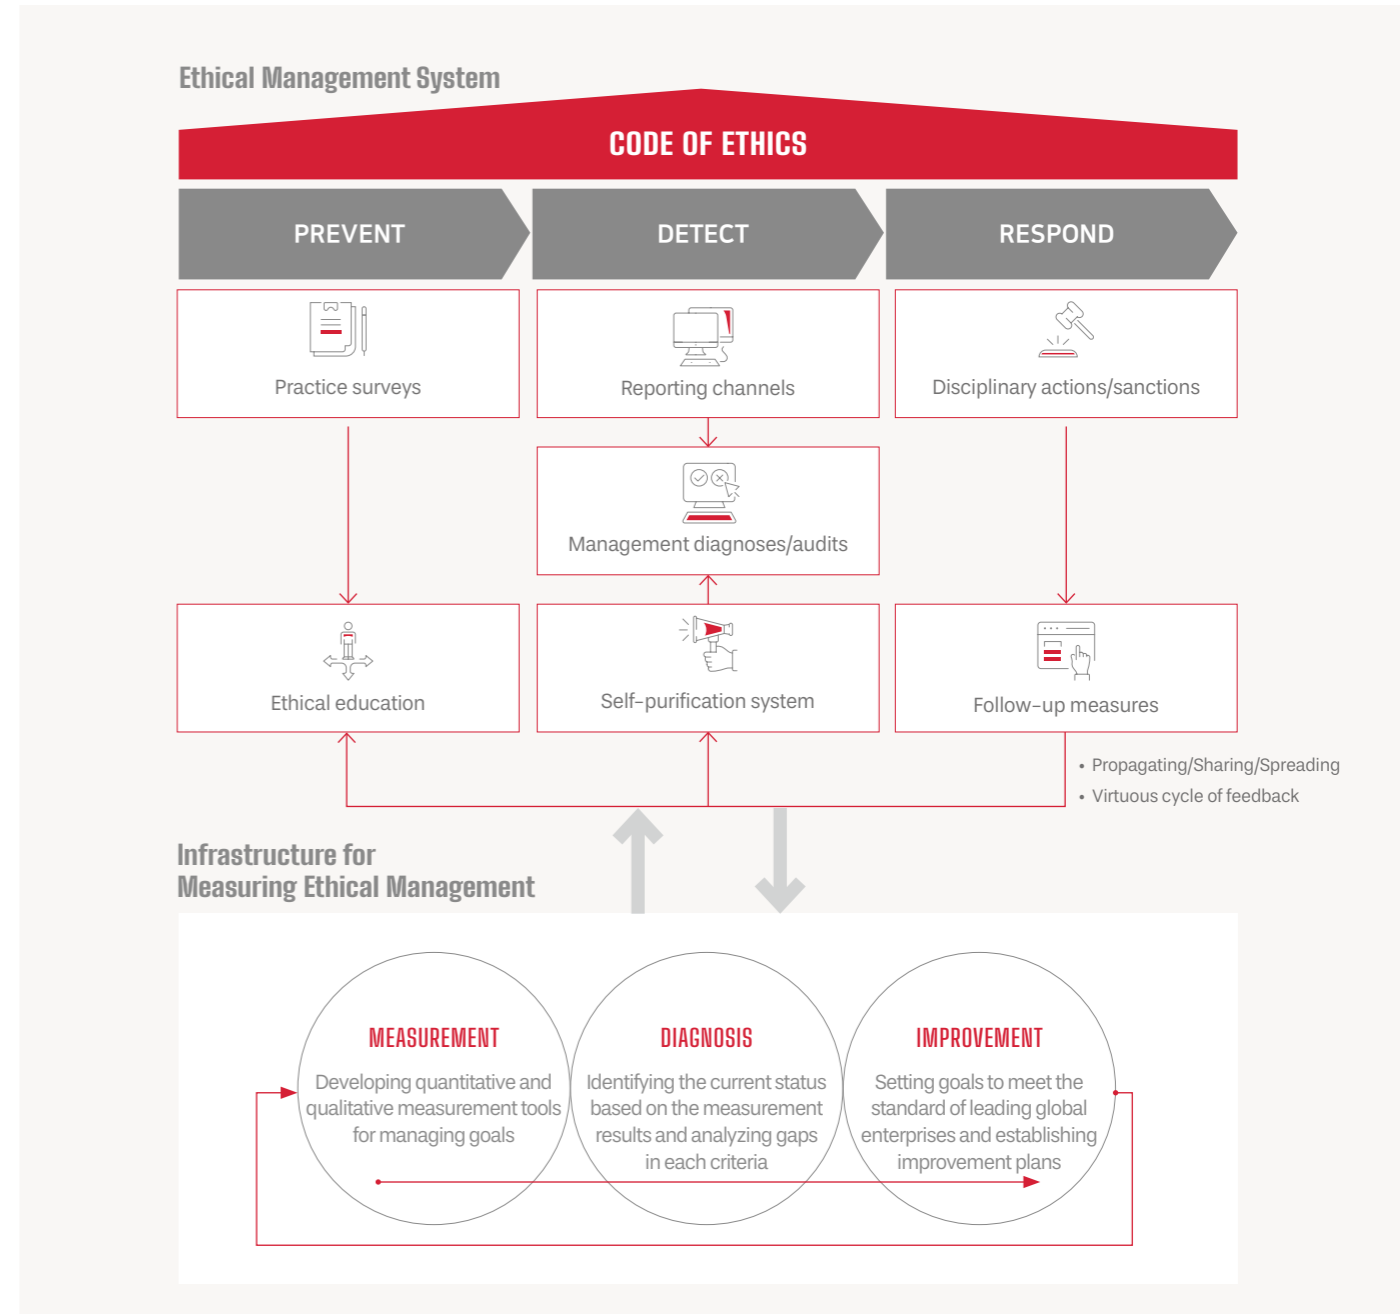 Ethical Management System
CODE OF ETHICS
PREVENT
DETECT
RESPOND
Practice surveys
Reporting channels
Disciplinary actions/sanctions
Management diagnoses/audits
Ethical education
Self-purification system
Follow-up measures
• Propagating/Sharing/Spreading
• Virtuous cycle of feedback
Infrastructure for
Measuring Ethical Management
MEASUREMENT
Developing quantitative and
qualitative measurement tools
for managing goals
DIAGNOSIS
Identifying the current status
based on the measurement
results and analyzing gaps
in each criteria
IMPROVEMENT
Setting goals to meet the
standard of leading global
enterprises and establishing
improvement plans